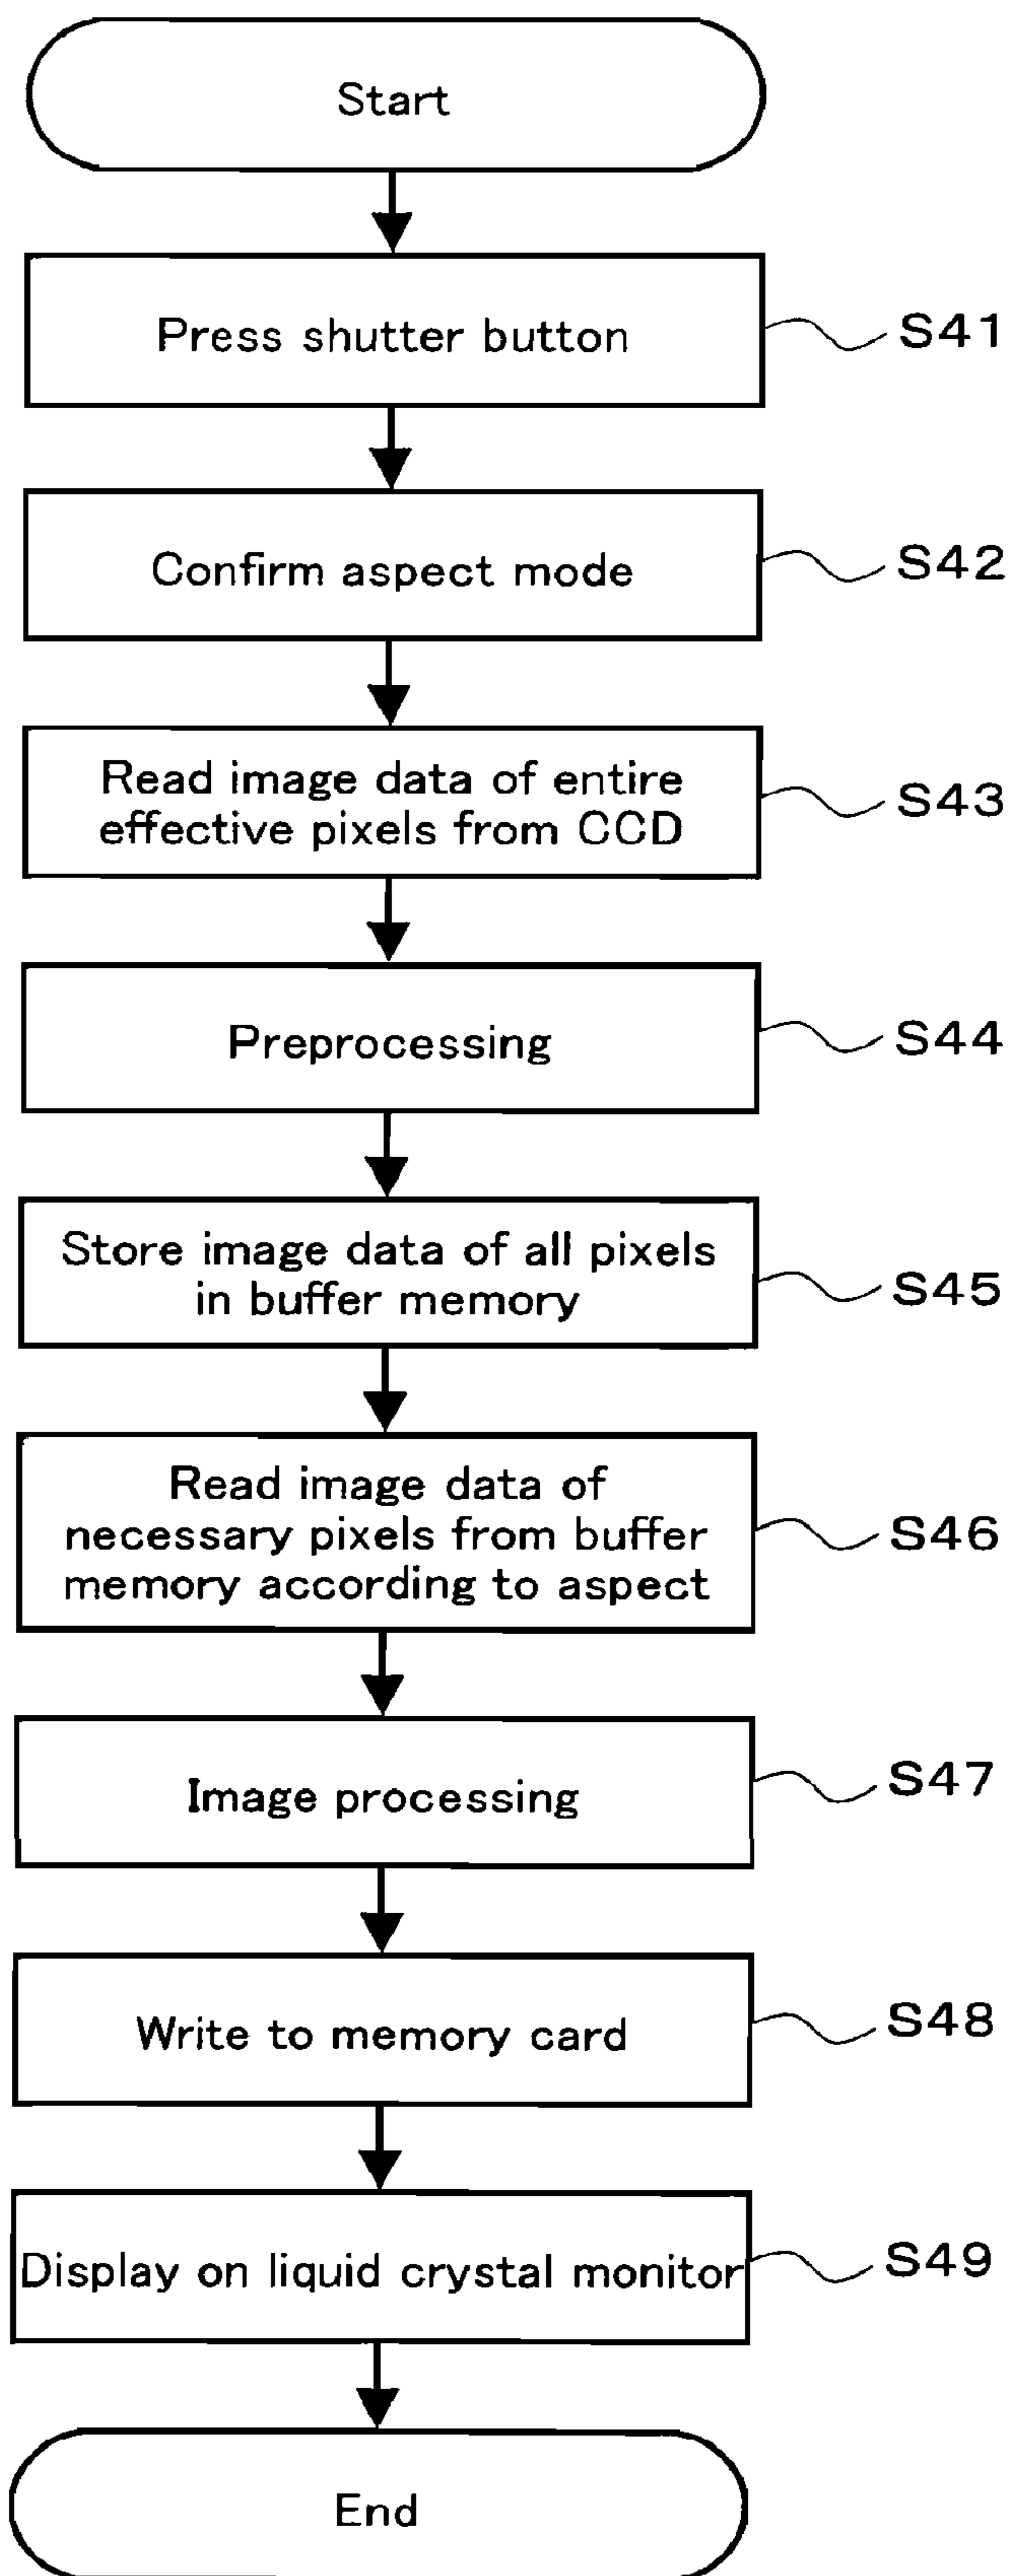 Start
Press shutter button
S41
Confirm aspect mode
S42
Read image data of entire
effective pixels from CCD
S43
Preprocessing
S44
Store image data of all pixels
in buffer memory
S45
Read image data of
necessary pixels from buffer
memory according to aspect
S46
Image processing
S47
Write to memory card
S48
Display on liquid crystal monitor
S49
End